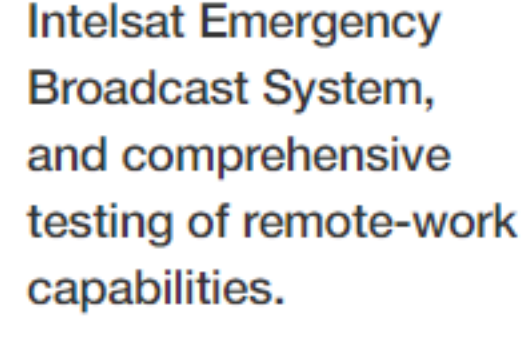 Intelsat Emergency
Broadcast System,
and comprehensive
testing of remote-work
capabilities.